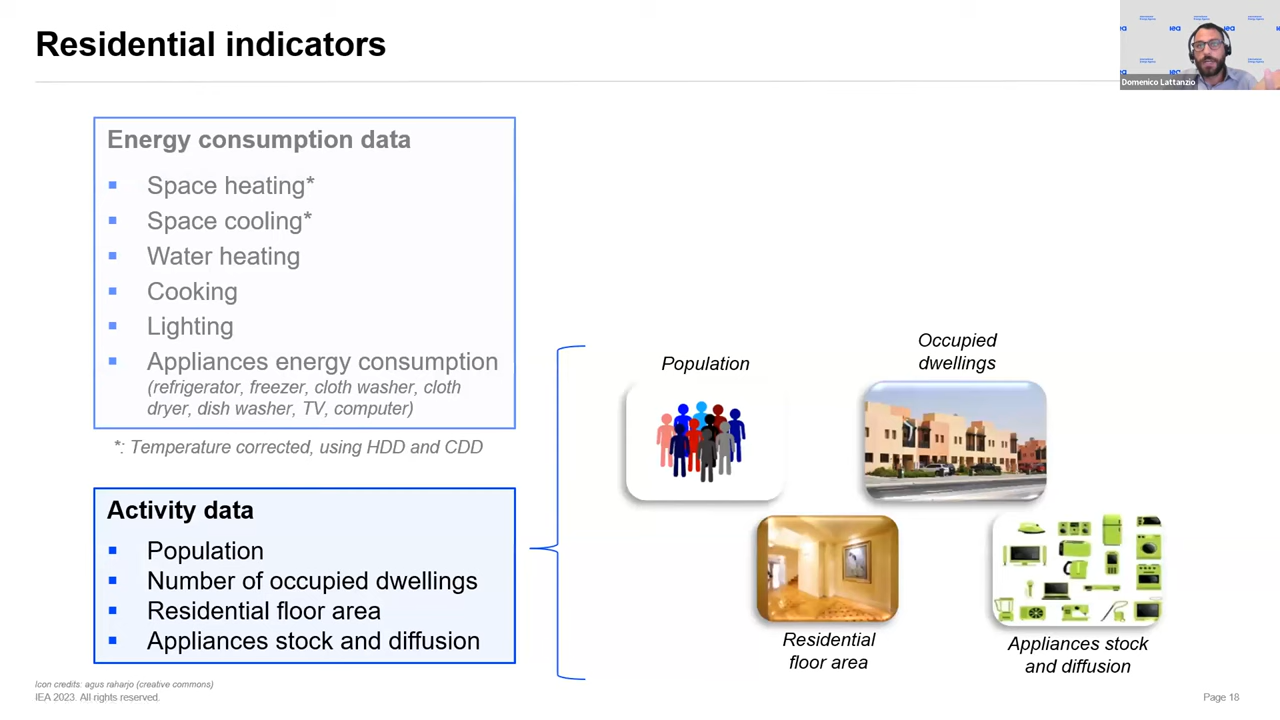 Residential indicators
iea
iea
Domenico Lattanzio
Energy consumption data
▪ Space heating*
▪ Space cooling*
▪ Water heating
▪ Cooking
▪ Lighting
▪ Appliances energy consumption
(refrigerator, freezer, cloth washer, cloth
dryer, dish washer, TV, computer)
*: Temperature corrected, using HDD and CDD
Activity data
▪ Population
▪ Number of occupied dwellings
▪ Residential floor area
▪ Appliances stock and diffusion
Population
Occupied
dwellings
Residential
floor area
Appliances stock
and diffusion
Icon credits: agus raharjo (creative commons)
IEA 2023. All rights reserved.
Page 18